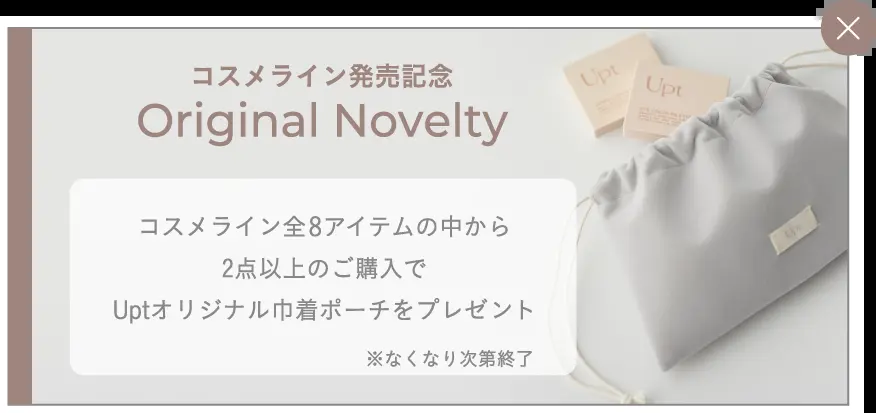 コスメライン発売記念
Original Novelty
Upt
Upt
コスメライン全8アイテムの中から
2点以上のご購入で
Uptオリジナル巾着ポーチをプレゼント
※なくなり次第終了